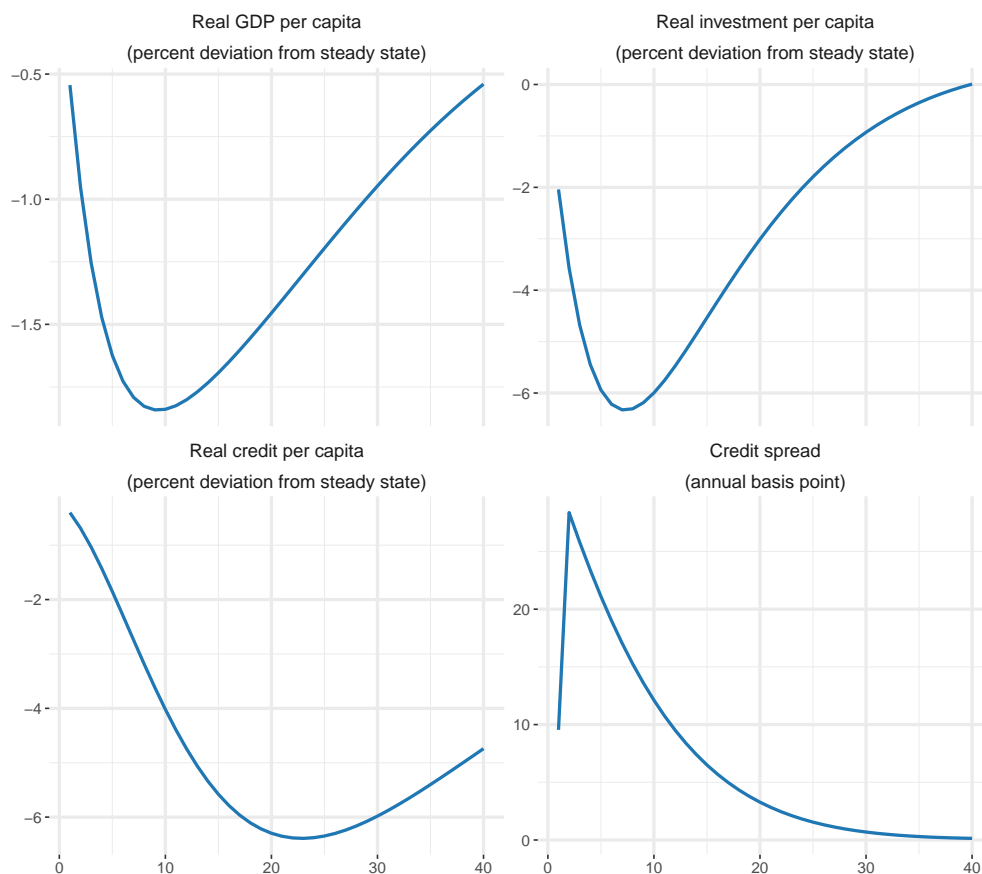 Real GDP per capita
(percent deviation from steady state)
−0.5
−1.0
−1.5
Real investment per capita
(percent deviation from steady state)
0
−2
−4
−6
Real credit per capita
(percent deviation from steady state)
−2
−4
−6
0 10 20 30 40
Credit spread
(annual basis point)
20
10
0
0 10 20 30 40